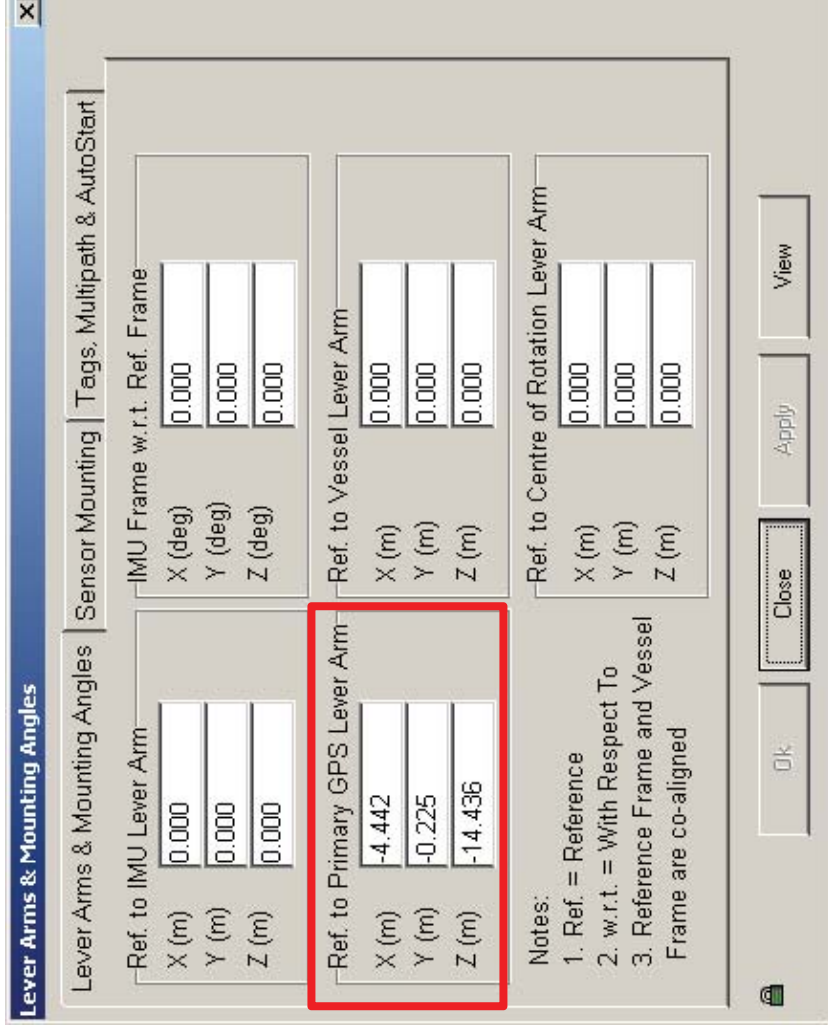 Lever Arms & Mounting Angles
Lever Arms & Mounting Angles
Sensor Mounting
Tags, Multipath & AutoStart
Ref. to IMU Lever Arm
X (m) 0.000
Y (m) 0.000
Z (m) 0.000
IMU Frame w.r.t. Ref. Frame
X (deg) 0.000
Y (deg) 0.000
Z (deg) 0.000
Ref. to Primary GPS Lever Arm
X (m) -4.442
Y (m) -0.225
Z (m) -14.436
Ref. to Vessel Lever Arm
X (m) 0.000
Y (m) 0.000
Z (m) 0.000
Notes:
1. Ref. = Reference
2. w.r.t. = With Respect To
3. Reference Frame and Vessel
Frame are co-aligned
Ref. to Centre of Rotation Lever Arm
X (m) 0.000
Y (m) 0.000
Z (m) 0.000
Ok
Close
Apply
View